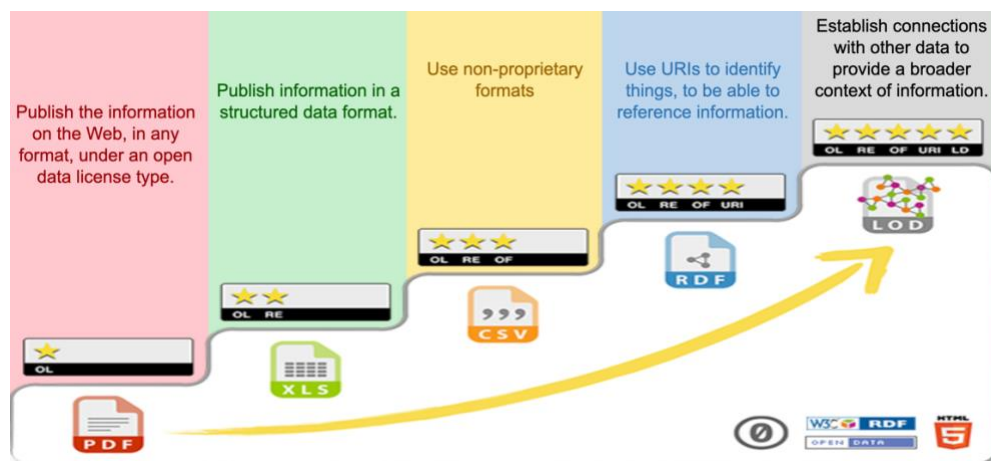 Publish the information
on the Web, in any
format, under an open
data license type.
OL
PDF
Publish information in a
structured data format.
OL RE
XLS
Use non-proprietary
formats
OL RE OF
CSV
Use URIs to identify
things, to be able to
reference information.
OL RE OF URI
RDF
Establish connections
with other data to
provide a broader
context of information.
OL RE OF URI LD
LOD
0
W3C RDF
OPEN DATA
HTML
5